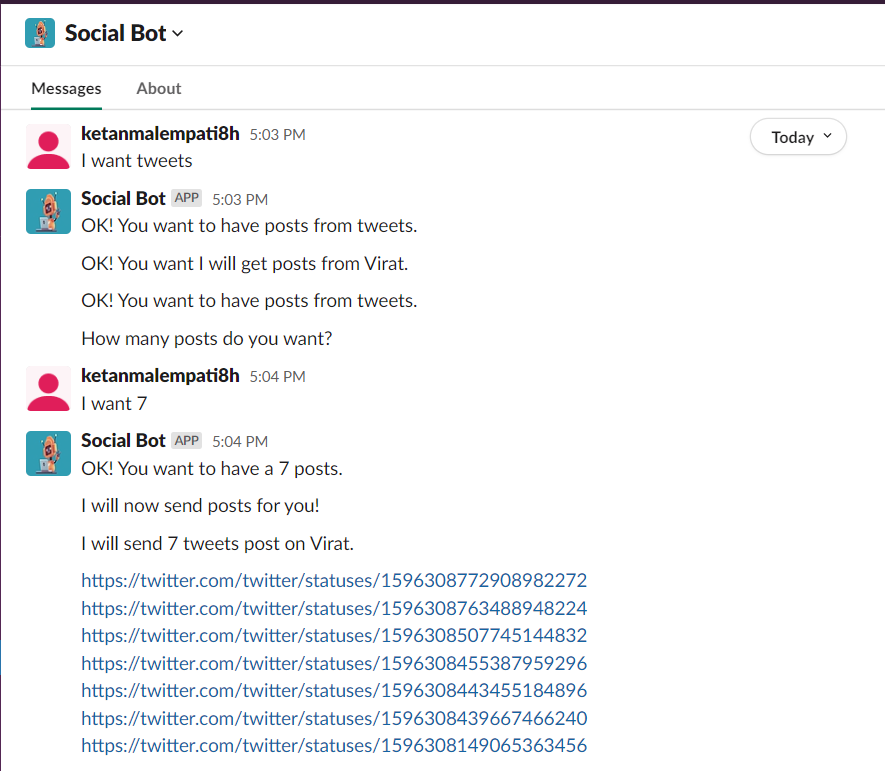 Social Bot
Messages About
ketanmalempati8h 5:03 PM
Today
I want tweets
Social Bot APP 5:03 PM
OK! You want to have posts from tweets.
OK! You want I will get posts from Virat.
OK! You want to have posts from tweets.
How many posts do you want?
ketanmalempati8h 5:04 PM
I want 7
Social Bot APP 5:04 PM
OK! You want to have a 7 posts.
I will now send posts for you!
I will send 7 tweets post on Virat.
https://twitter.com/twitter/statuses/1596308772908982272
https://twitter.com/twitter/statuses/1596308763488948224
https://twitter.com/twitter/statuses/1596308507745144832
https://twitter.com/twitter/statuses/1596308455387959296
https://twitter.com/twitter/statuses/1596308443455184896
https://twitter.com/twitter/statuses/1596308439667466240
https://twitter.com/twitter/statuses/1596308149065363456